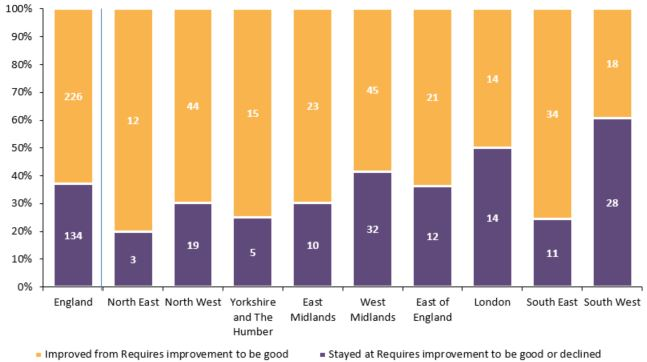 100%
90%
80%
70%
60%
50%
40%
30%
20%
10%
0%
226 12 44 15 23 45 21 14 34 18
134 3 19 5 10 32 12 14 11 28
England North East North West Yorkshire and The Humber East Midlands West Midlands East of England London South East South West
Improved from Requires improvement to be good Stayed at Requires improvement to be good or declined